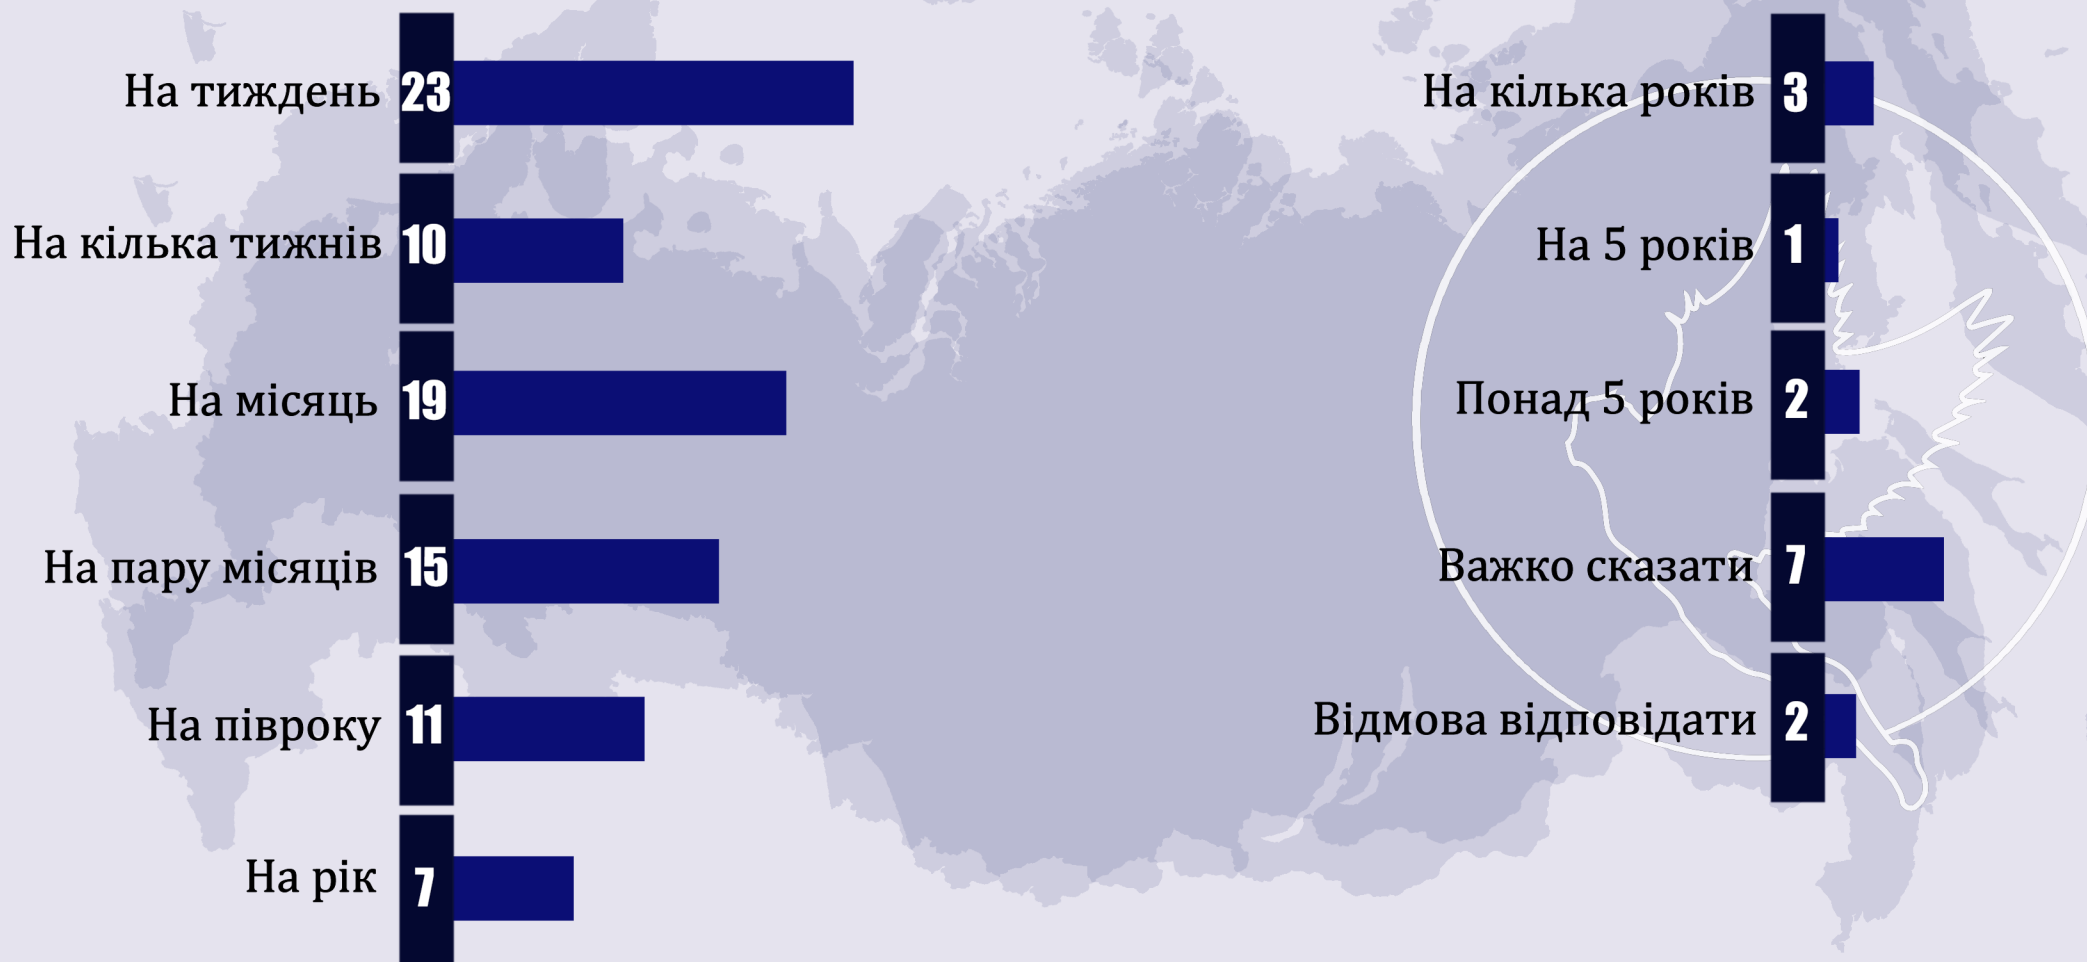 На тиждень 23
На кілька тижнів 10
На місяць 19
На пару місяців 15
На півроку 11
На рік 7
На кілька років 3
На 5 років 1
Понад 5 років 2
Важко сказати 7
Відмова відповідати 2